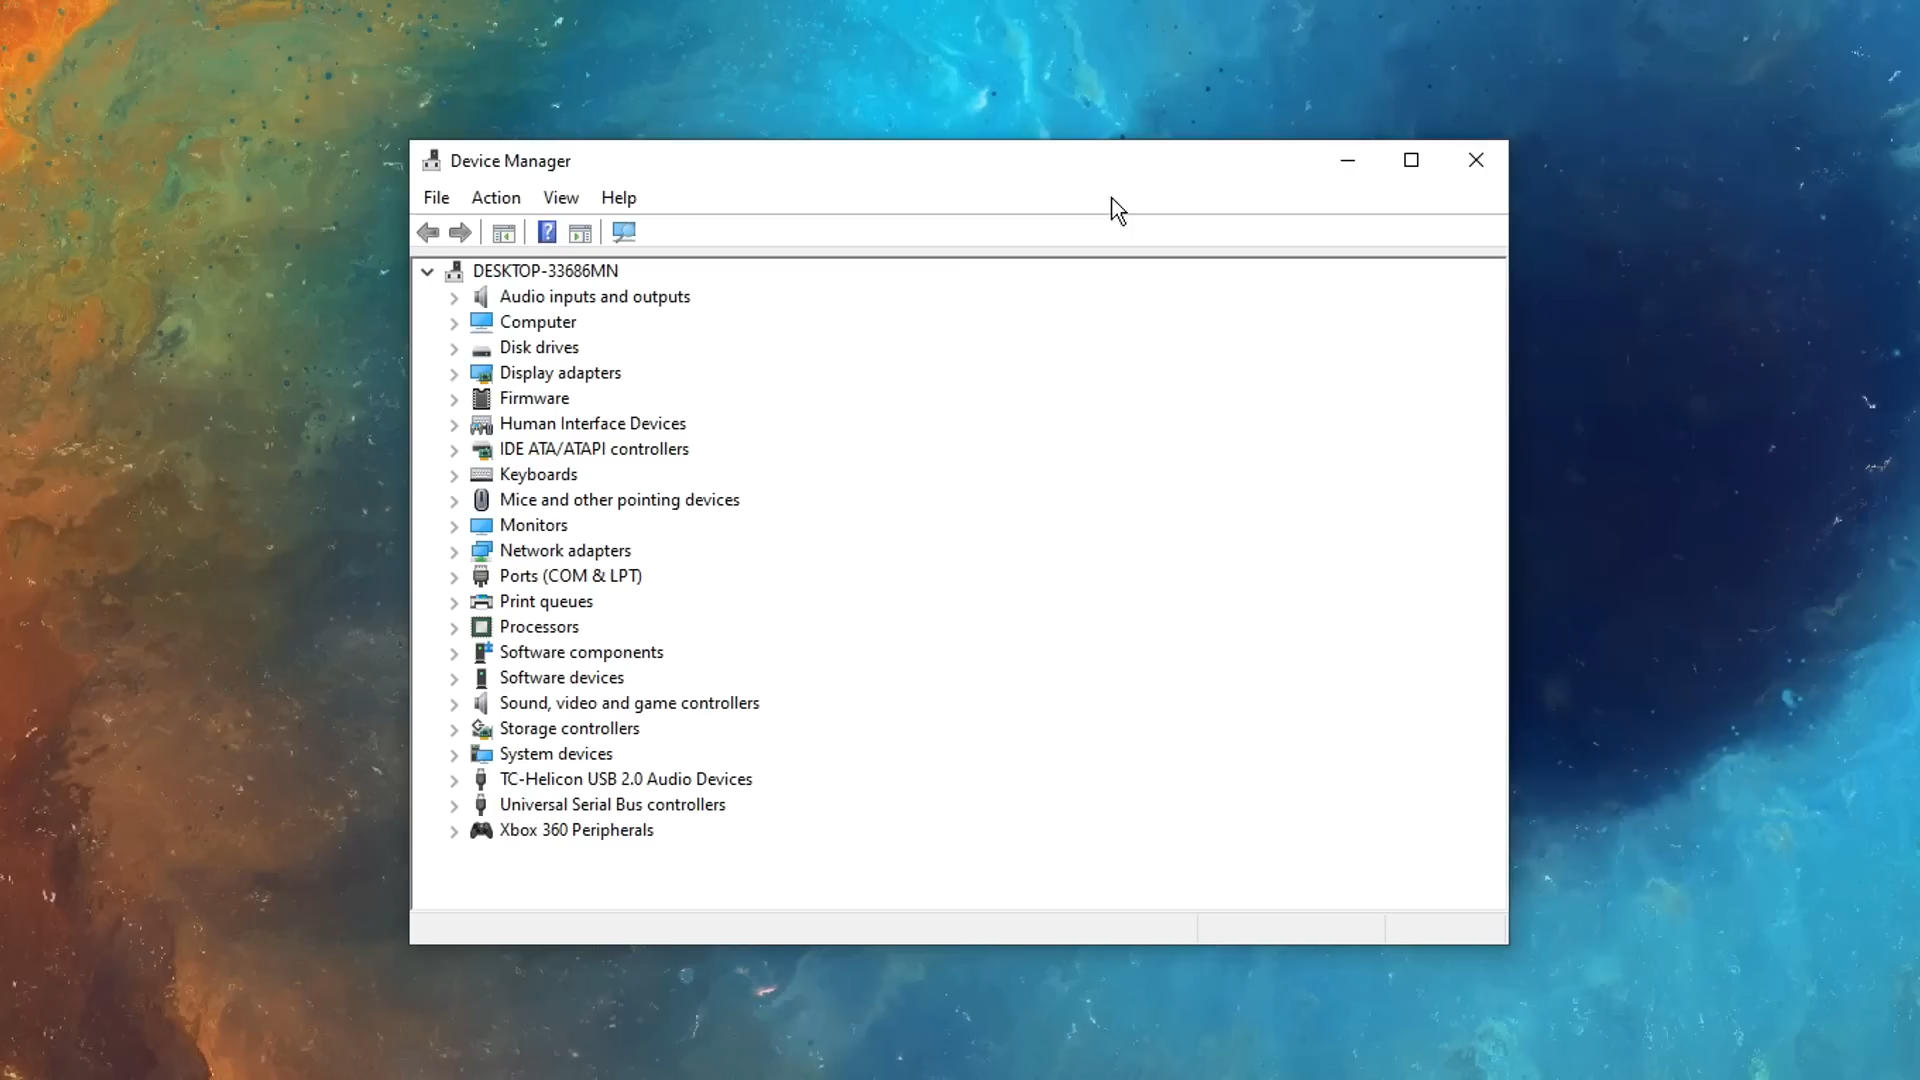 Device Manager
File Action View Help
?
DESKTOP-33686MN
Audio inputs and outputs
Computer
Disk drives
Display adapters
Firmware
Human Interface Devices
IDE ATA/ATAPI controllers
Keyboards
Mice and other pointing devices
Monitors
Network adapters
Ports (COM & LPT)
Print queues
Processors
Software components
Software devices
Sound, video and game controllers
Storage controllers
System devices
TC-Helicon USB 2.0 Audio Devices
Universal Serial Bus controllers
Xbox 360 Peripherals